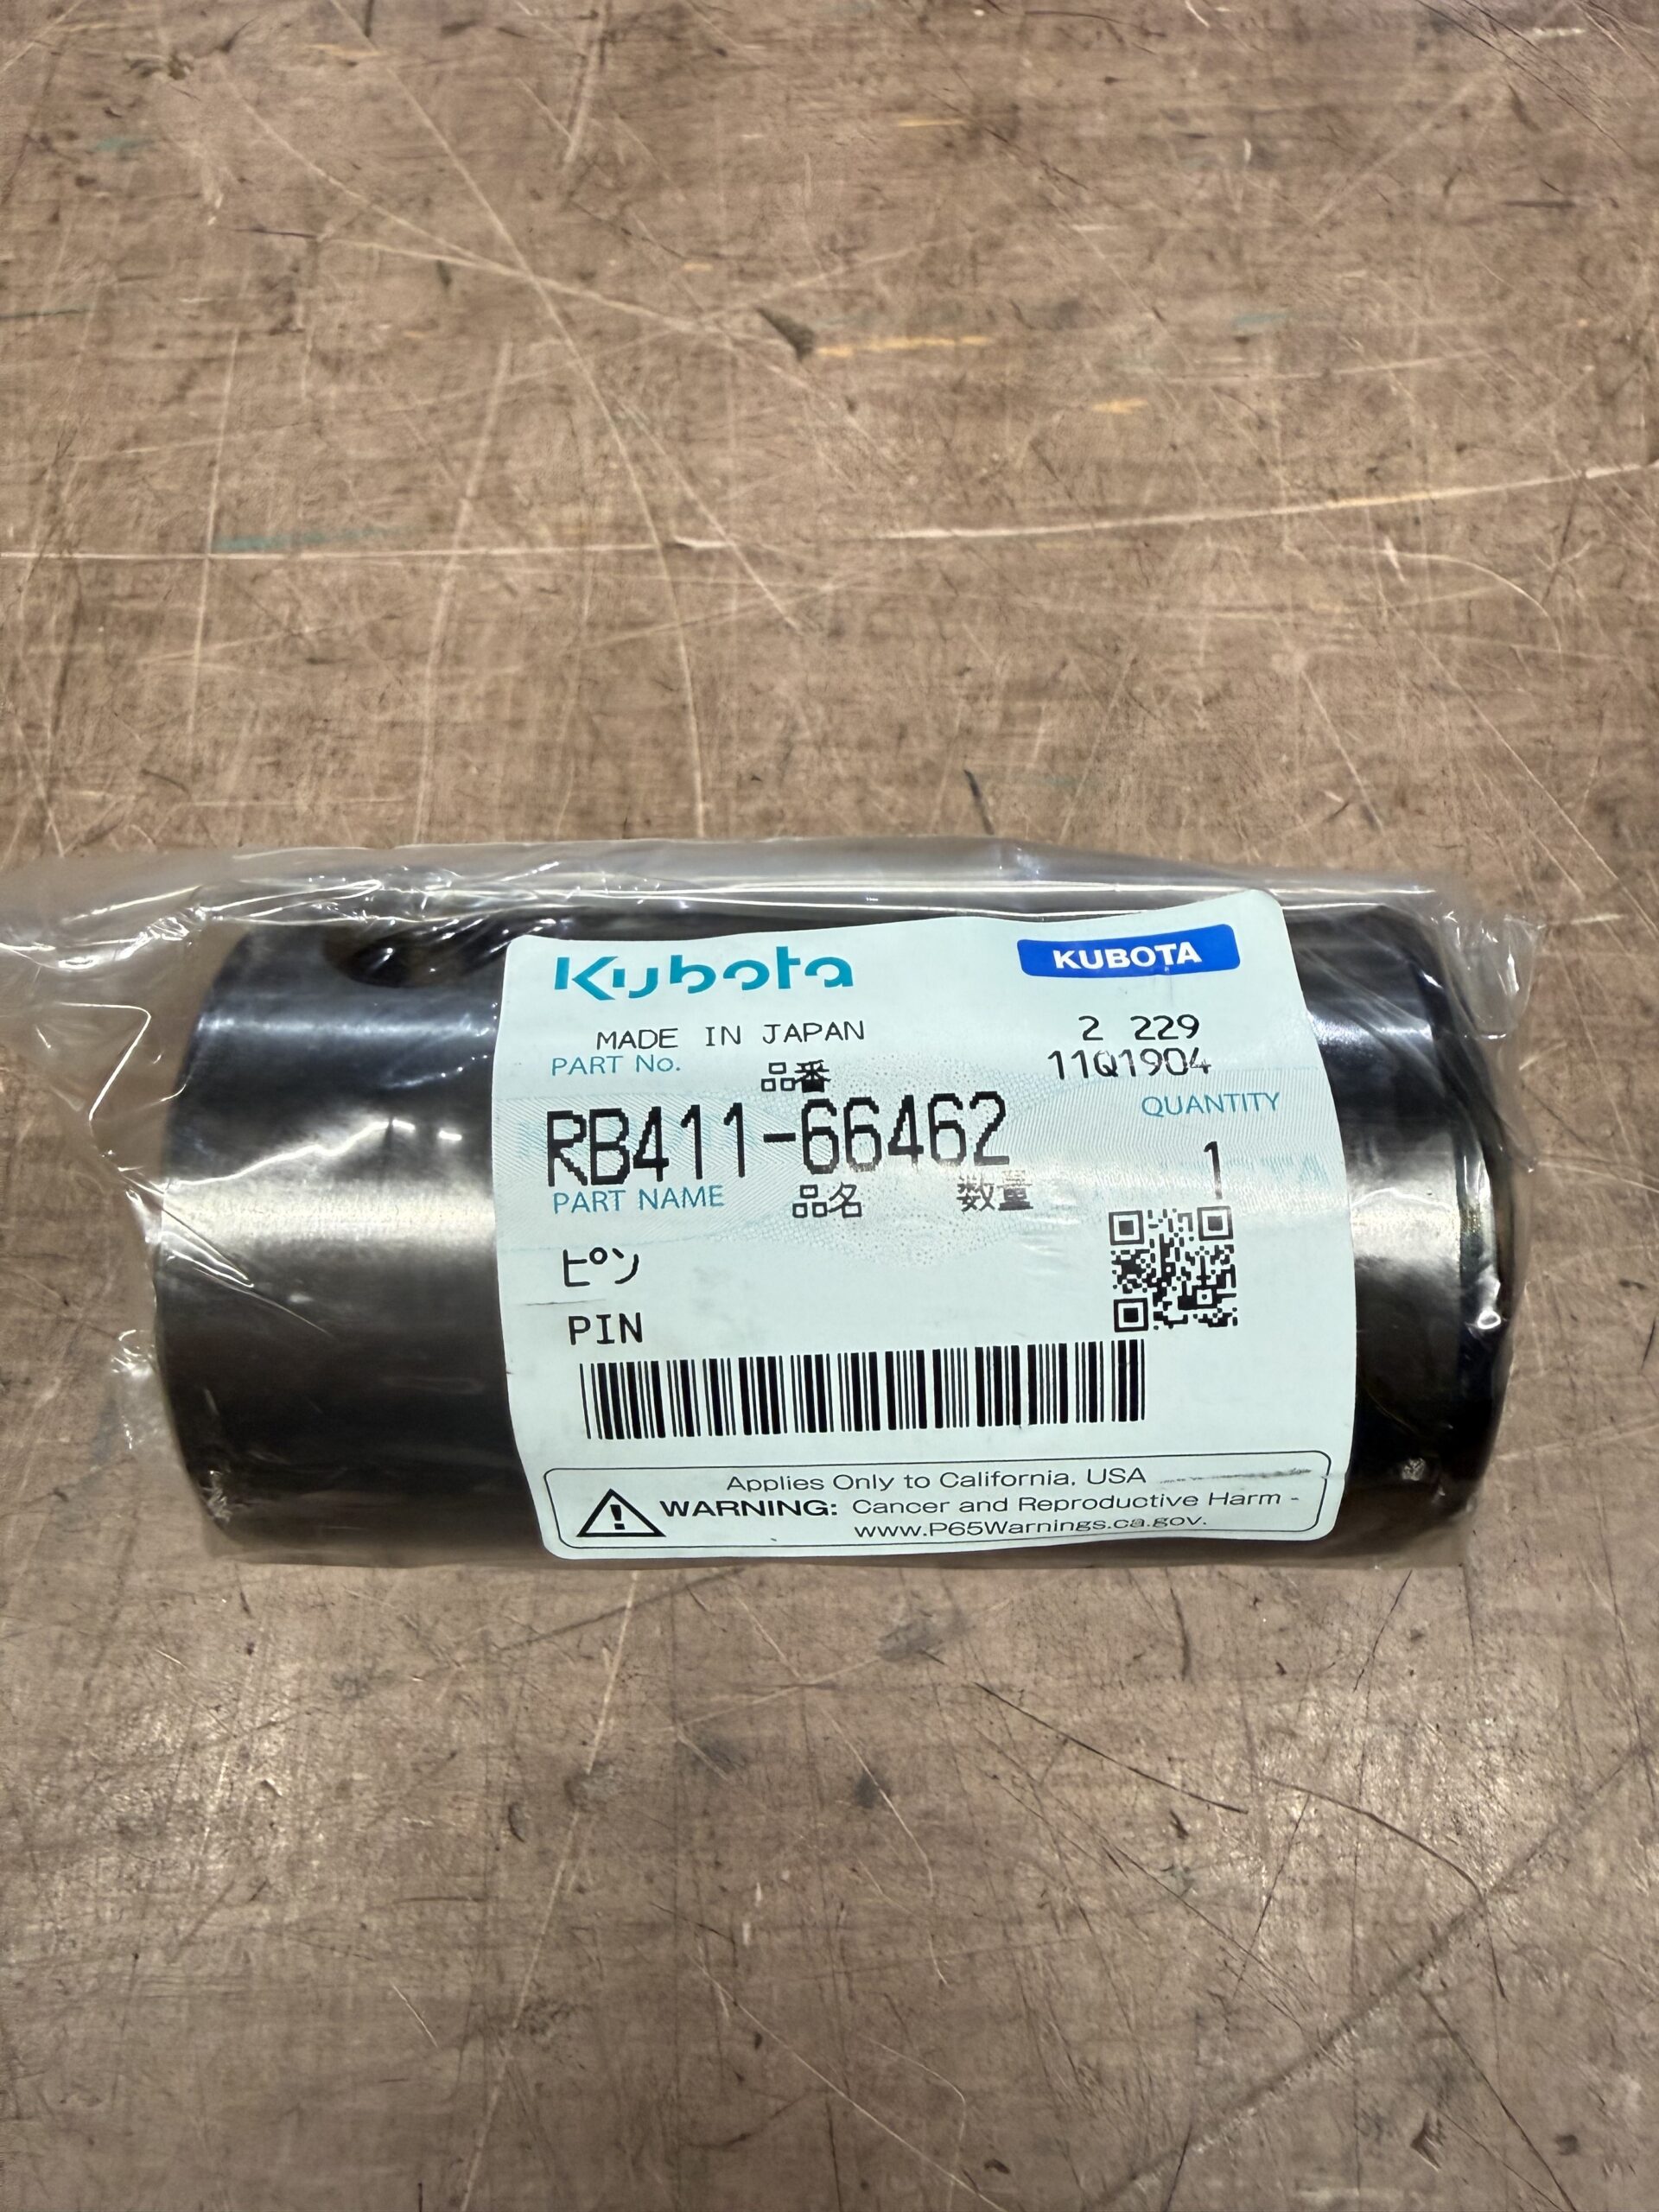 Kubota KUBOTA
MADE IN JAPAN 2 229
PART No. 品番 11Q1904
RB411-66462 QUANTITY
1
PART NAME 品名 数量
ピン
PIN
Applies Only to California, USA
WARNING: Cancer and Reproductive Harm -
www.P65Warnings.ca.gov.